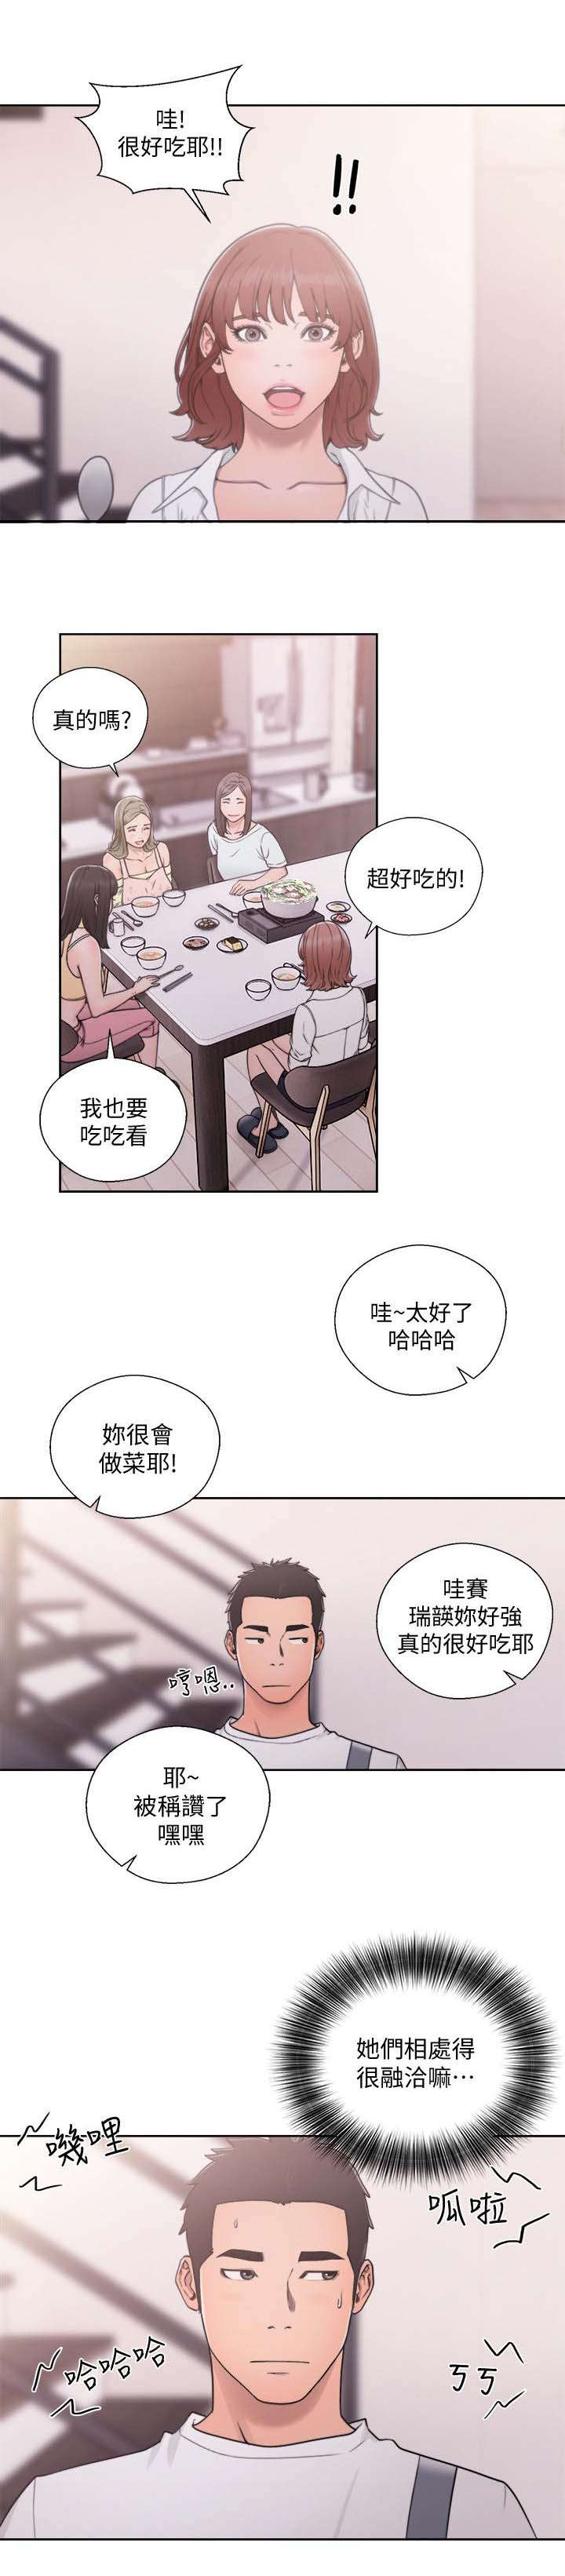 哇!
很好吃耶!!
!!
真的嗎?
超好吃的!
我也要
吃吃看
哇~太好了
哈哈哈
妳很會
做菜耶!
哇賽
瑞韺妳好強
真的很好吃耶
哼嗯..
耶~
被稱讚了
嘿嘿
她們相處得
很融洽嘛⋯
嘰哩
呱啦
哈哈哈
ㄎㄎ